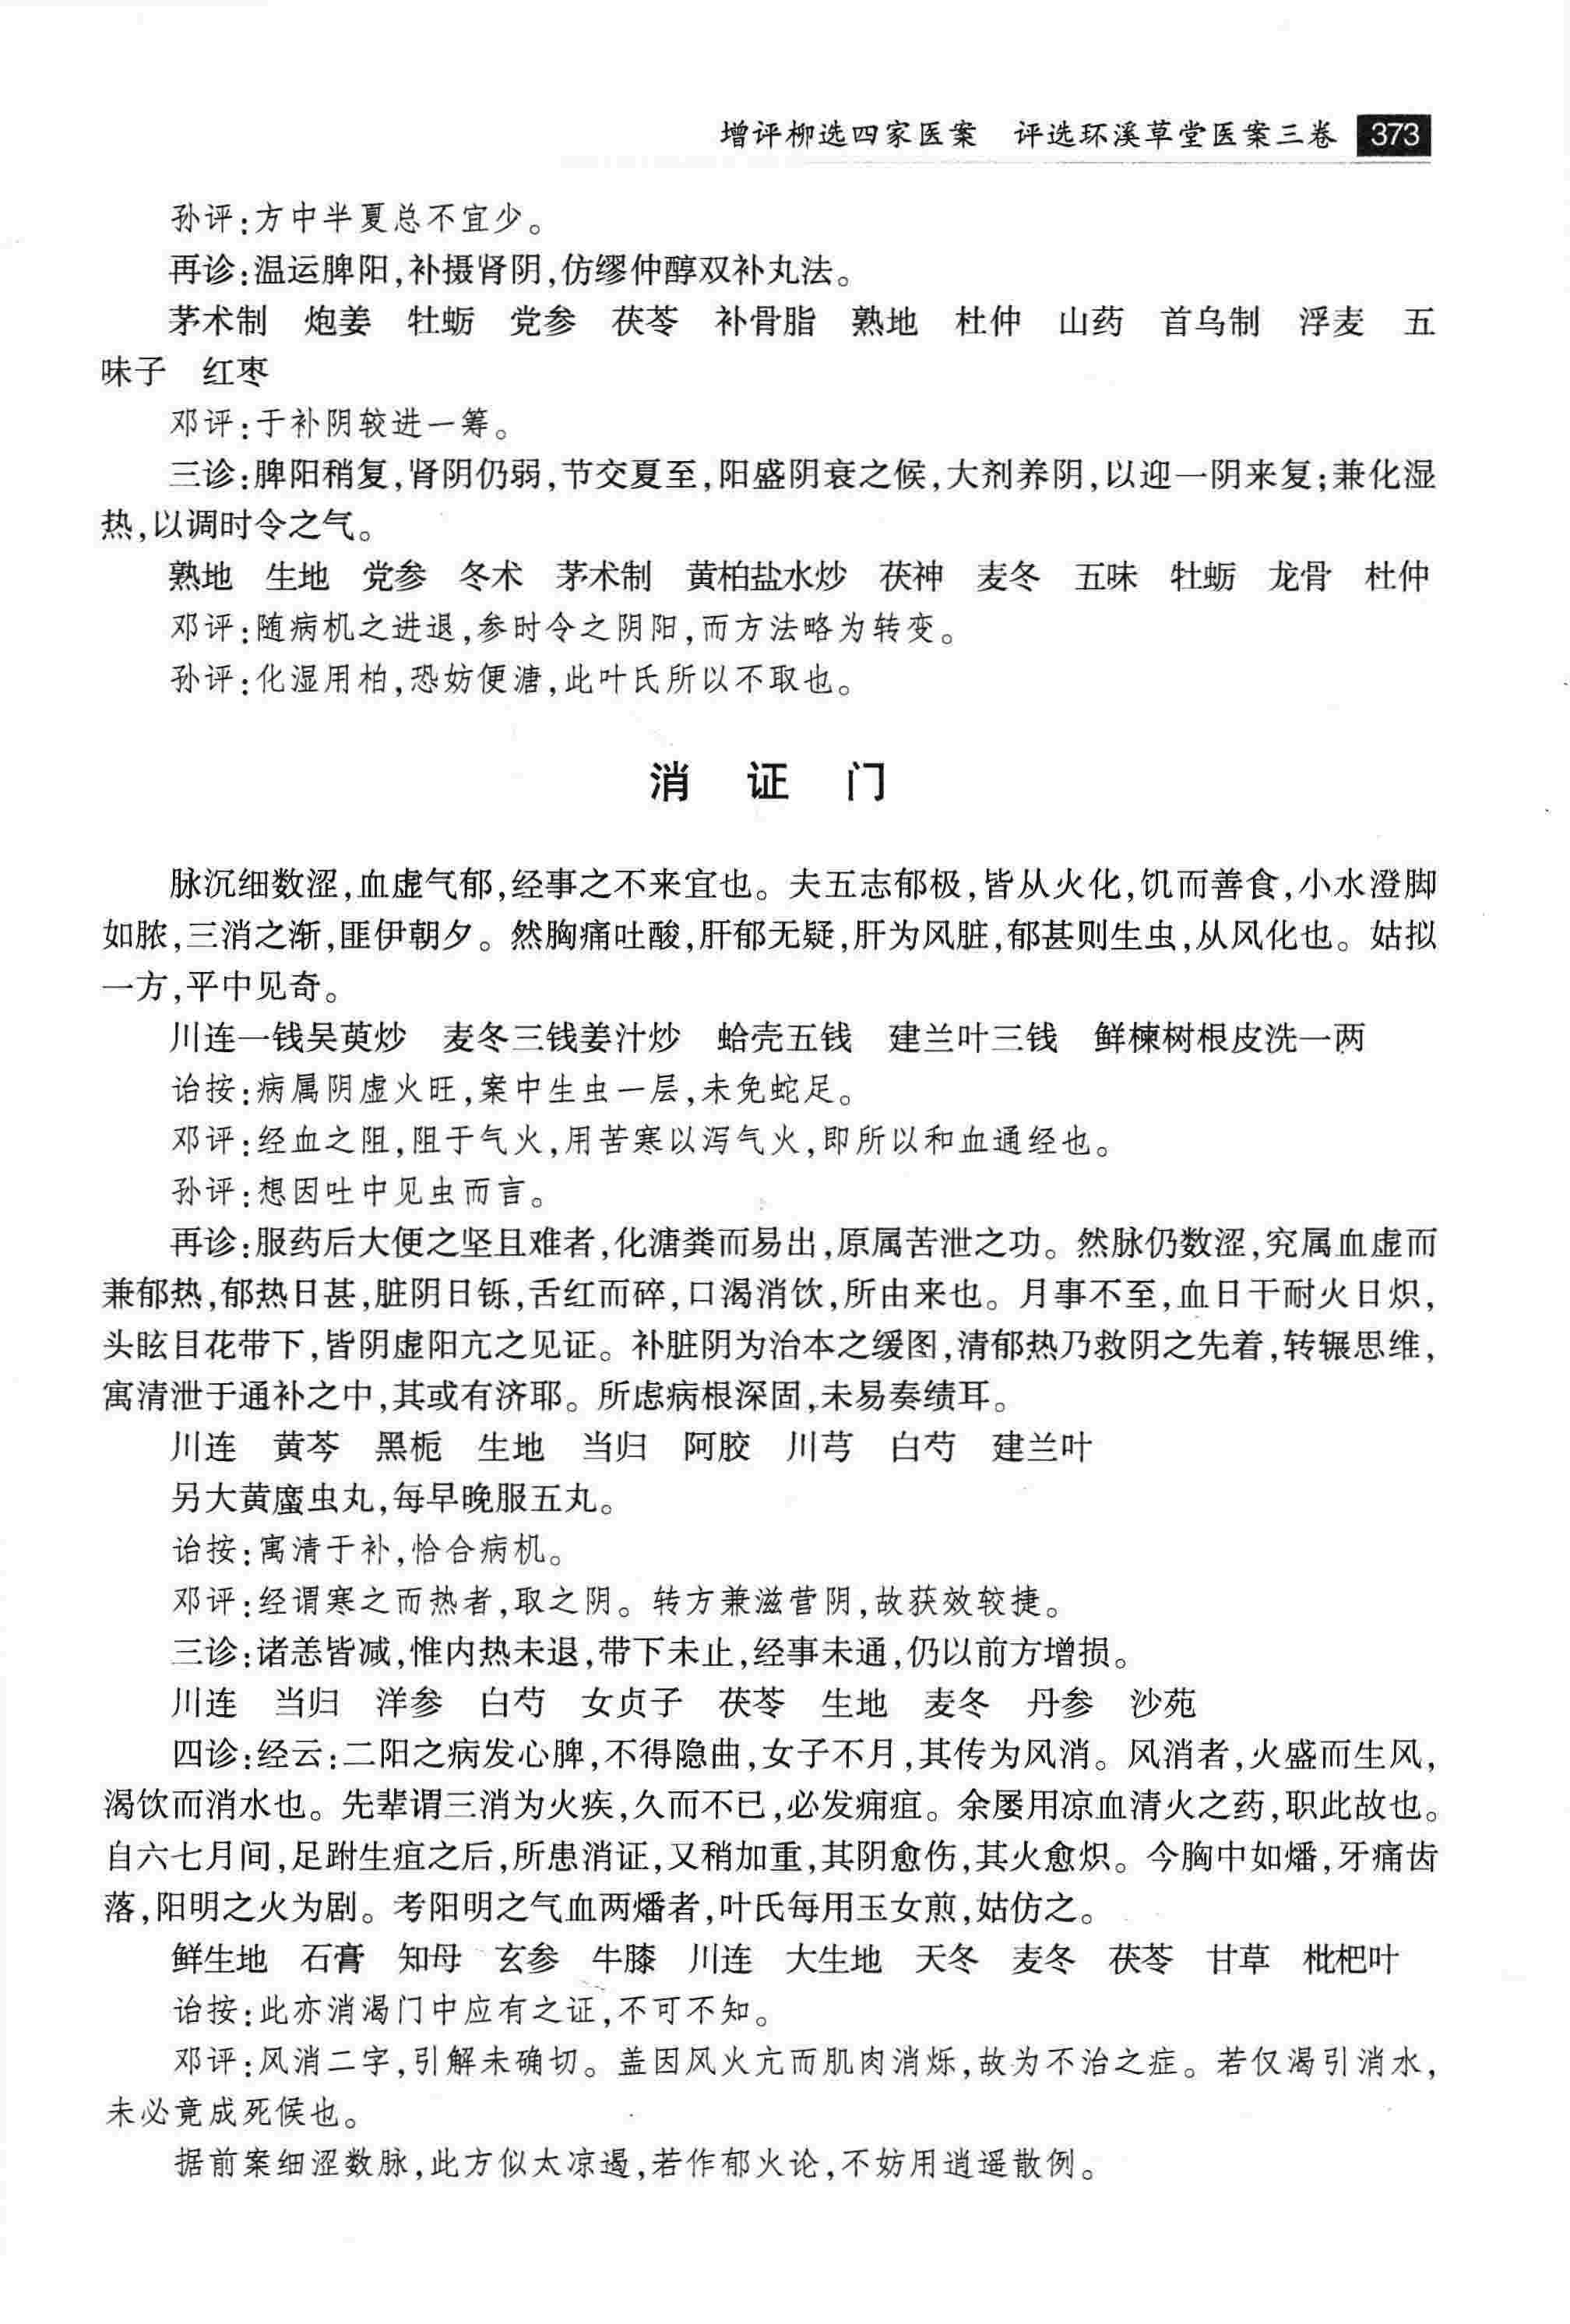 增评柳选四家医案　评选环溪草堂医案三卷 373
孙评:方中半夏总不宜少。
再诊:温运脾阳,补摄肾阴,仿缪仲醇双补丸法。
茅术制　炮姜　牡蛎　党参　茯苓　补骨脂　熟地　杜仲　山药　首乌制　浮麦　五
味子　红枣
邓评:于补阴较进一筹。
三诊:脾阳稍复,肾阴仍弱,节交夏至,阳盛阴衰之候,大剂养阴,以迎一阴来复;兼化湿
热,以调时令之气。
熟地　生地　党参　冬术　茅术制　黄柏盐水炒　茯神　麦冬　五味　牡蛎　龙骨　杜仲
邓评:随病机之进退,参时令之阴阳,而方法略为转变。
孙评:化湿用柏,恐妨便溏,此叶氏所以不取也。
消　证　门
脉沉细数涩,血虚气郁,经事之不来宜也。夫五志郁极,皆从火化,饥而善食,小水澄脚
如脓,三消之渐,匪伊朝夕。然胸痛吐酸,肝郁无疑,肝为风脏,郁甚则生虫,从风化也。姑拟
一方,平中见奇。
川连一钱吴萸炒　麦冬三钱姜汁炒　蛤壳五钱　建兰叶三钱　鲜楝树根皮洗一两
诒按:病属阴虚火旺,案中生虫一层,未免蛇足。
邓评:经血之阻,阻于气火,用苦寒以泻气火,即所以和血通经也。
孙评:想因吐中见虫而言。
再诊:服药后大便之坚且难者,化溏粪而易出,原属苦泄之功。然脉仍数涩,究属血虚而
兼郁热,郁热日甚,脏阴日铄,舌红而碎,口渴消饮,所由来也。月事不至,血日干耐火日炽,
头眩目花带下,皆阴虚阳亢之见证。补脏阴为治本之缓图,清郁热乃救阴之先着,转辗思维,
寓清泄于通补之中,其或有济耶。所虑病根深固,未易奏绩耳。
川连　黄芩　黑栀　生地　当归　阿胶　川芎　白芍　建兰叶
另大黄䗪虫丸,每早晚服五丸。
诒按:寓清于补,恰合病机。
邓评:经谓寒之而热者,取之阴。转方兼滋营阴,故获效较捷。
三诊:诸恙皆减,惟内热未退,带下未止,经事未通,仍以前方增损。
川连　当归　洋参　白芍　女贞子　茯苓　生地　麦冬　丹参　沙苑
四诊:经云:二阳之病发心脾,不得隐曲,女子不月,其传为风消。风消者,火盛而生风,
渴饮而消水也。先辈谓三消为火疾,久而不已,必发痈疽。余屡用凉血清火之药,职此故也。
自六七月间,足跗生疽之后,所患消证,又稍加重,其阴愈伤,其火愈炽。今胸中如燔,牙痛齿
落,阳明之火为剧。考阳明之气血两燔者,叶氏每用玉女煎,姑仿之。
鲜生地　石膏　知母　玄参　牛膝　川连　大生地　天冬　麦冬　茯苓　甘草　枇杷叶
诒按:此亦消渴门中应有之证,不可不知。
邓评:风消二字,引解未确切。盖因风火亢而肌肉消烁,故为不治之症。若仅渴引消水,
未必竟成死候也。
据前案细涩数脉,此方似太凉遏,若作郁火论,不妨用逍遥散例。